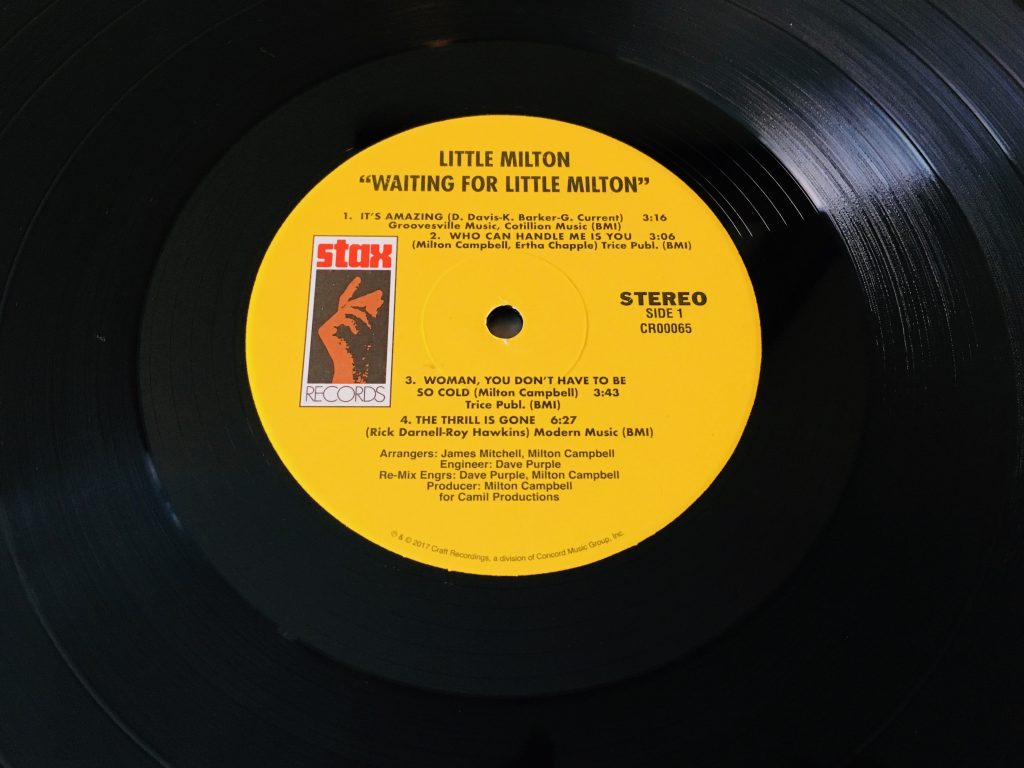 LITTLE MILTON
“WAITING FOR LITTLE MILTON”
1. IT'S AMAZING (D. Davis-K. Barker-G. Current) 3:16
Groovesville Music, Cotillion Music (BMI)
2. WHO CAN HANDLE ME IS YOU 3:06
(Milton Campbell, Ertha Chapple) Trice Publ. (BMI)
stax
RECORDS
STEREO
SIDE 1
CR00065
3. WOMAN, YOU DON'T HAVE TO BE
SO COLD (Milton Campbell) 3:43
Trice Publ. (BMI)
4. THE THRILL IS GONE 6:27
(Rick Darnell-Roy Hawkins) Modern Music (BMI)
Arrangers: James Mitchell, Milton Campbell
Engineer: Dave Purple
Re-Mix Engrs: Dave Purple, Milton Campbell
Producer: Milton Campbell
for Camil Productions
℗ & © 2017 Craft Recordings, a division of Concord Music Group, Inc.